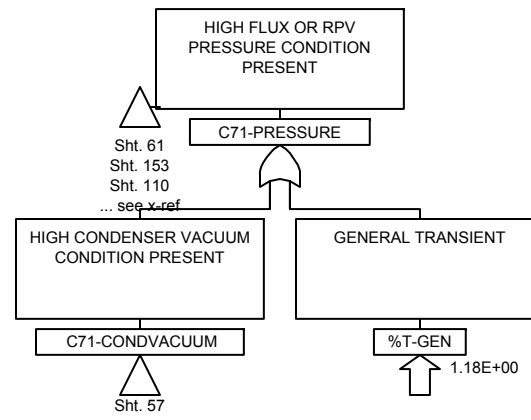 HIGH FLUX OR RPV
PRESSURE CONDITION
PRESENT
C71-PRESSURE
Sht. 61
Sht. 153
Sht. 110
... see x-ref
HIGH CONDENSER VACUUM
CONDITION PRESENT
C71-CONDVACUUM
Sht. 57
GENERAL TRANSIENT
%T-GEN
1.18E+00